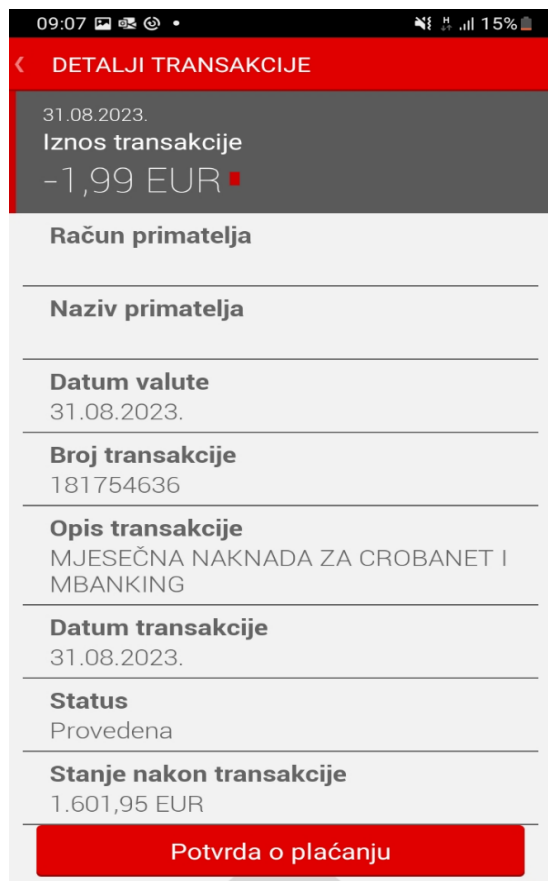 09:07
15%
DETALJI TRANSAKCIJE
31.08.2023.
Iznos transakcije
-1,99 EUR
Račun primatelja
Naziv primatelja
Datum valute
31.08.2023.
Broj transakcije
181754636
Opis transakcije
MJESEČNA NAKNADA ZA CROBANET I
MBANKING
Datum transakcije
31.08.2023.
Status
Provedena
Stanje nakon transakcije
1.601,95 EUR
Potvrda o plaćanju